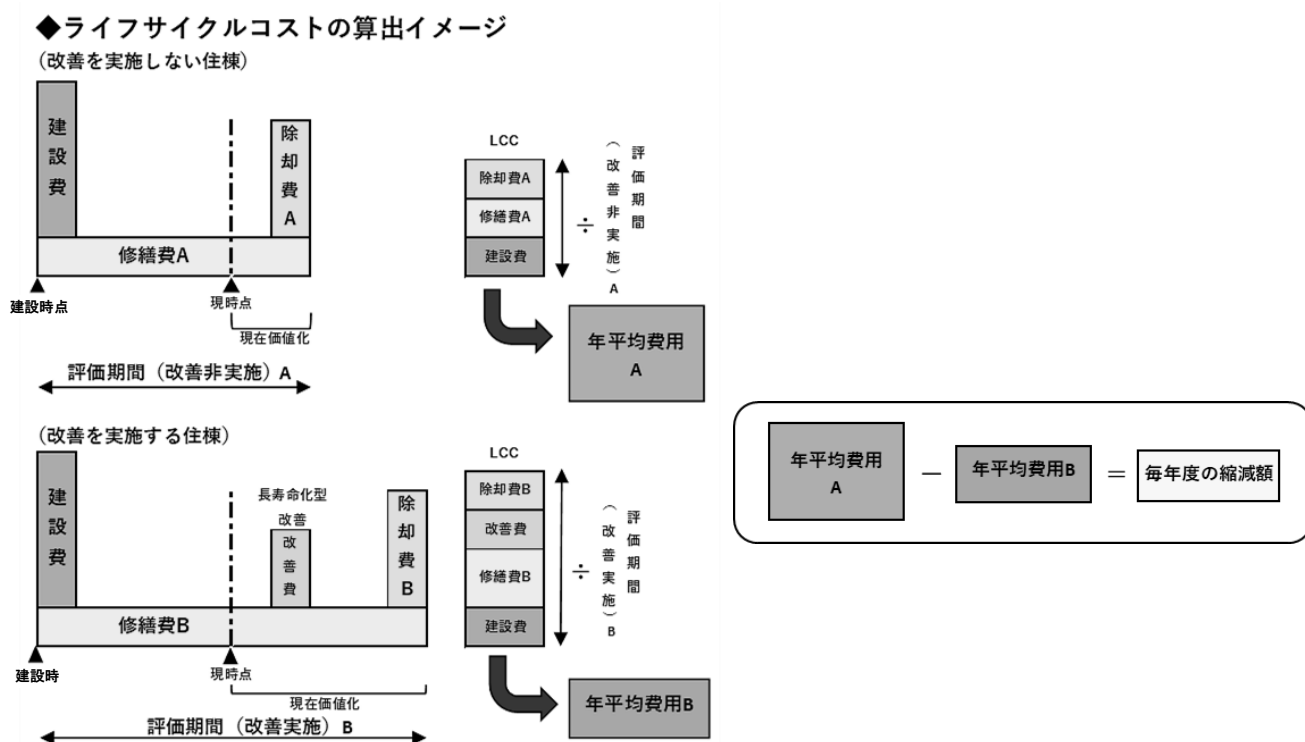 ◆ライフサイクルコストの算出イメージ
（改善を実施しない住棟）
建設費
除却費A
修繕費A
建設時点
現時点
現在価値化
評価期間（改善非実施）A
LCC
除却費A
修繕費A
建設費
÷
評価期間
（改善非実施）A
年平均費用
A
（改善を実施する住棟）
建設費
長寿命化型
改善
改善費
除却費B
修繕費B
建設時
現時点
現在価値化
評価期間（改善実施）B
LCC
除却費B
改善費
修繕費B
建設費
÷
評価期間
（改善実施）B
年平均費用B
年平均費用
A
－
年平均費用B
＝
毎年度の縮減額